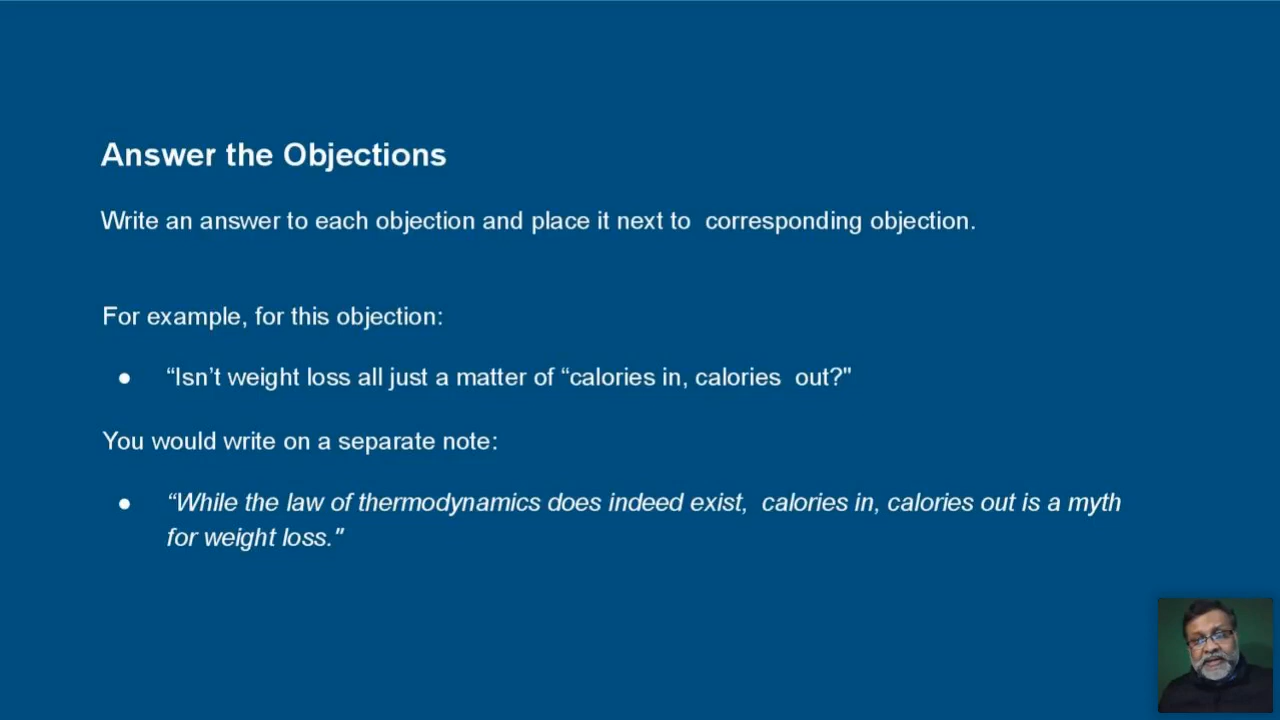 Answer the Objections
Write an answer to each objection and place it next to  corresponding objection.
For example, for this objection:
● “Isn’t weight loss all just a matter of “calories in, calories  out?"
You would write on a separate note:
● “While the law of thermodynamics does indeed exist,  calories in, calories out is a myth
for weight loss."